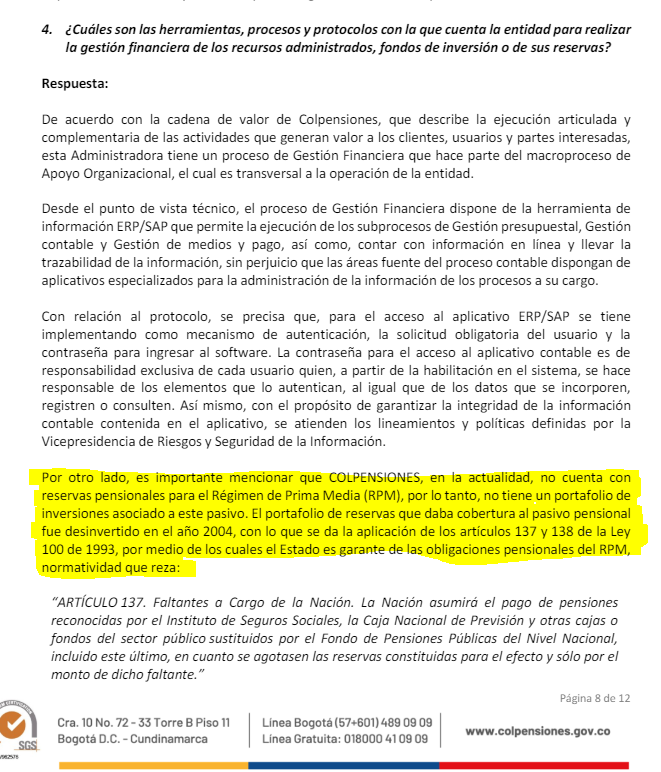 4. ¿Cuáles son las herramientas, procesos y protocolos con la que cuenta la entidad para realizar
la gestión financiera de los recursos administrados, fondos de inversión o de sus reservas?
Respuesta:
De acuerdo con la cadena de valor de Colpensiones, que describe la ejecución articulada y
complementaria de las actividades que generan valor a los clientes, usuarios y partes interesadas,
esta Administradora tiene un proceso de Gestión Financiera que hace parte del macroproceso de
Apoyo Organizacional, el cual es transversal a la operación de la entidad.
Desde el punto de vista técnico, el proceso de Gestión Financiera dispone de la herramienta de
información ERP/SAP que permite la ejecución de los subprocesos de Gestión presupuestal, Gestión
contable y Gestión de medios y pago, así como, contar con información en línea y llevar la
trazabilidad de la información, sin perjuicio que las áreas fuente del proceso contable dispongan de
aplicativos especializados para la administración de la información de los procesos a su cargo.
Con relación al protocolo, se precisa que, para el acceso al aplicativo ERP/SAP se tiene
implementando como mecanismo de autenticación, la solicitud obligatoria del usuario y la
contraseña para ingresar al software. La contraseña para el acceso al aplicativo contable es de
responsabilidad exclusiva de cada usuario quien, a partir de la habilitación en el sistema, se hace
responsable de los elementos que lo autentican, al igual que de los datos que se incorporen,
registren o consulten. Así mismo, con el propósito de garantizar la integridad de la información
contable contenida en el aplicativo, se atienden los lineamientos y políticas definidas por la
Vicepresidencia de Riesgos y Seguridad de la Información.
Por otro lado, es importante mencionar que COLPENSIONES, en la actualidad, no cuenta con
reservas pensionales para el Régimen de Prima Media (RPM), por lo tanto, no tiene un portafolio de
inversiones asociado a este pasivo. El portafolio de reservas que daba cobertura al pasivo pensional
fue desinvertido en el año 2004, con lo que se da la aplicación de los artículos 137 y 138 de la Ley
100 de 1993, por medio de los cuales el Estado es garante de las obligaciones pensionales del RPM,
normatividad que reza:
"ARTÍCULO 137. Faltantes a Cargo de la Nación. La Nación asumirá el pago de pensiones
reconocidas por el Instituto de Seguros Sociales, la Caja Nacional de Previsión y otras cajas o
fondos del sector público sustituidos por el Fondo de Pensiones Públicas del Nivel Nacional,
incluido este último, en cuanto se agotasen las reservas constituidas para el efecto y sólo por el
monto de dicho faltante."
Página 8 de 12
Cra. 10 No. 72 - 33 Torre B Piso 11
Bogotá D.C. - Cundinamarca
Línea Bogotá (57+601) 489 09 09
Línea Gratuita: 018000 41 09 09
www.colpensiones.gov.co
SGS